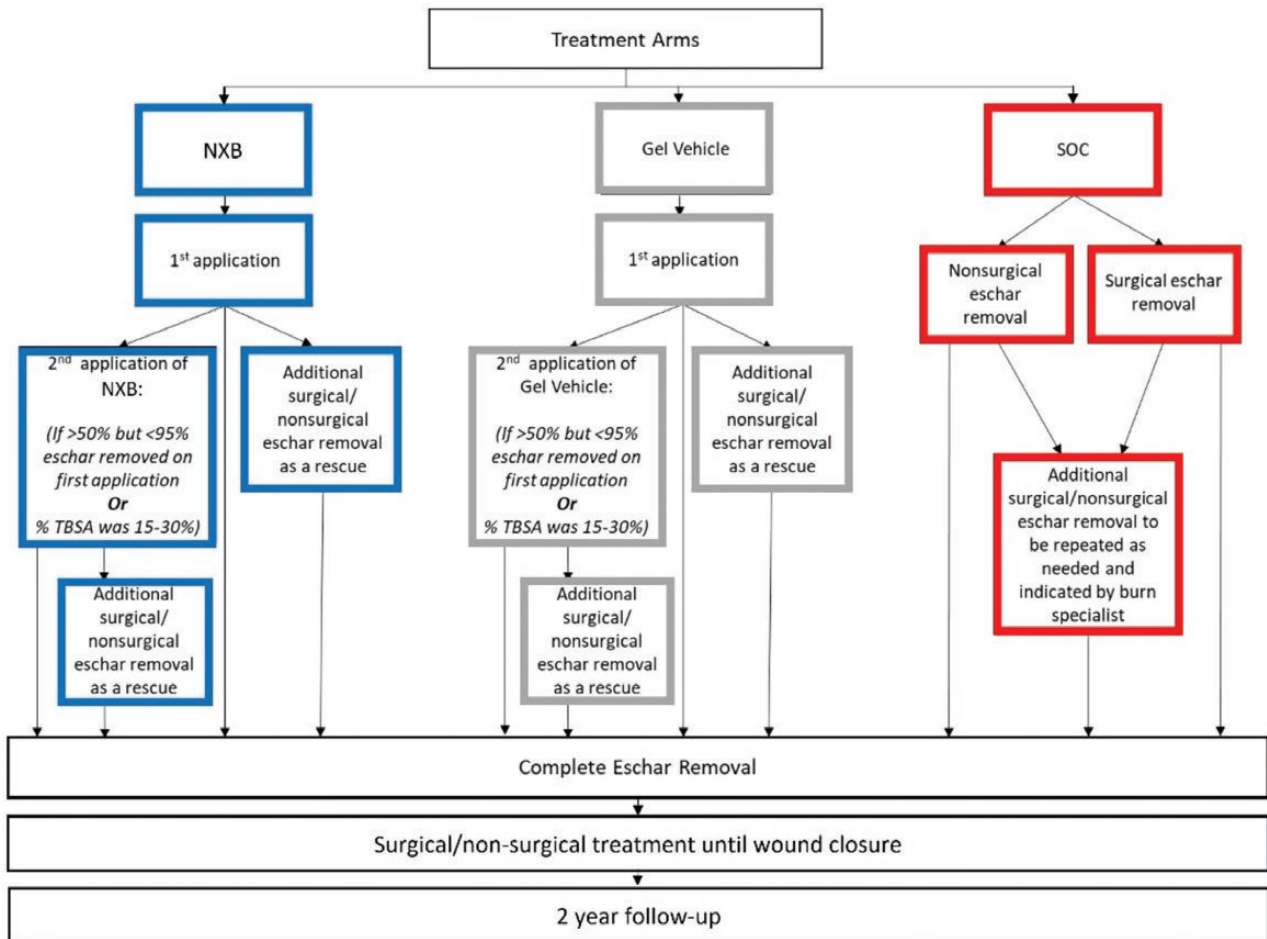 Treatment Arms
NXB
Gel Vehicle
SOC
1st application
1st application
Nonsurgical
eschar
removal
Surgical eschar
removal
2nd application of
NXB:
(If >50% but <95%
eschar removed on
first application
Or
% TBSA was 15-30%)
Additional
surgical/
nonsurgical
eschar removal
as a rescue
2nd application of
Gel Vehicle:
(If >50% but <95%
eschar removed on
first application
Or
% TBSA was 15-30%)
Additional
surgical/
nonsurgical
eschar removal
as a rescue
Additional
surgical/nonsurgical
eschar removal to
be repeated as
needed and
indicated by burn
specialist
Additional
surgical/
nonsurgical
eschar removal
as a rescue
Additional
surgical/
nonsurgical
eschar removal
as a rescue
Complete Eschar Removal
Surgical/non-surgical treatment until wound closure
2 year follow-up